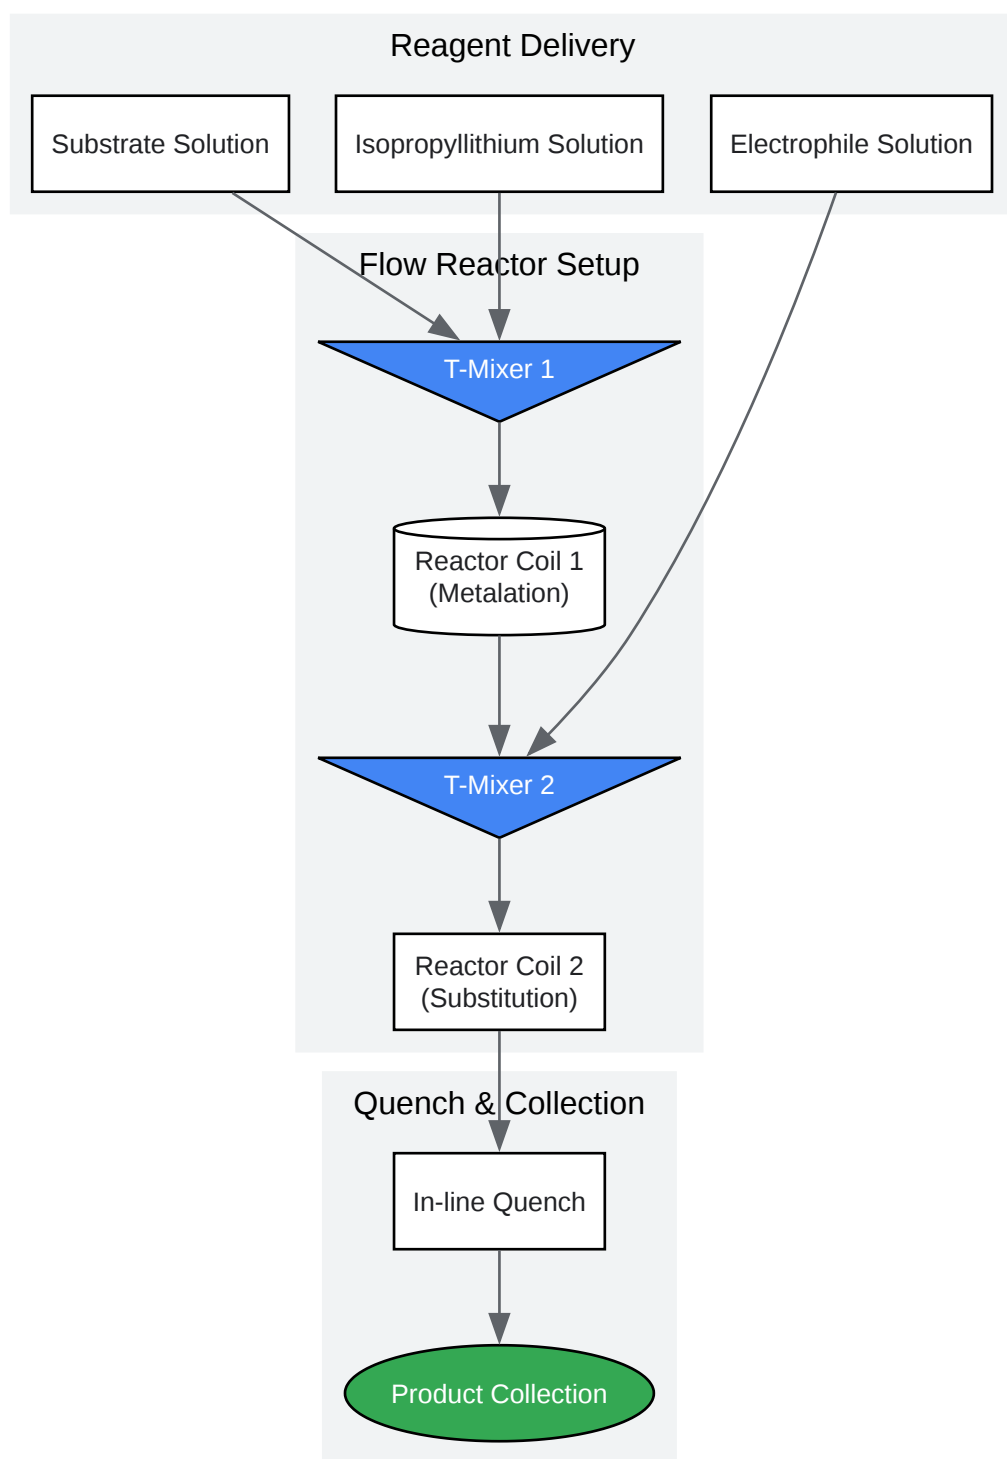 Reagent Delivery
Substrate Solution
Isopropyllithium Solution
Electrophile Solution
Flow Reactor Setup
T-Mixer 1
Reactor Coil 1
(Metalation)
T-Mixer 2
Reactor Coil 2
(Substitution)
Quench & Collection
In-line Quench
Product Collection